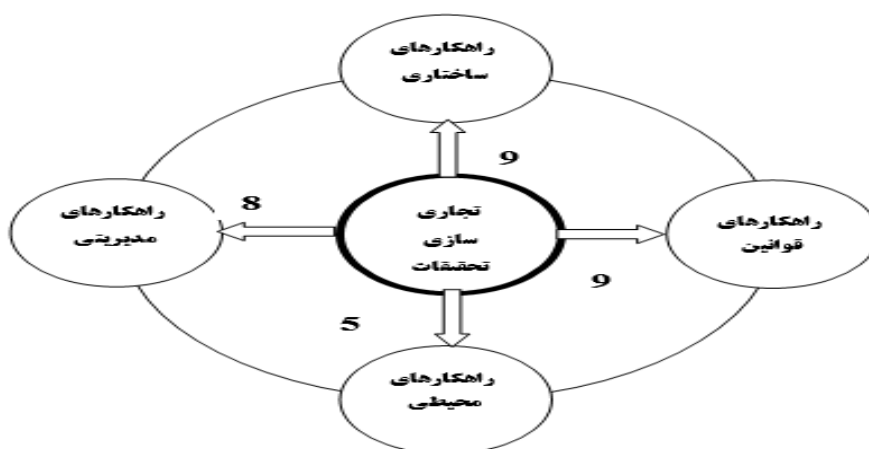 راهکارهای
ساختاری
9
راهکارهای
مدیریتی
8
تجاری
سازی
تحقیقات
راهکارهای
قوانین
9
5
راهکارهای
محیطی